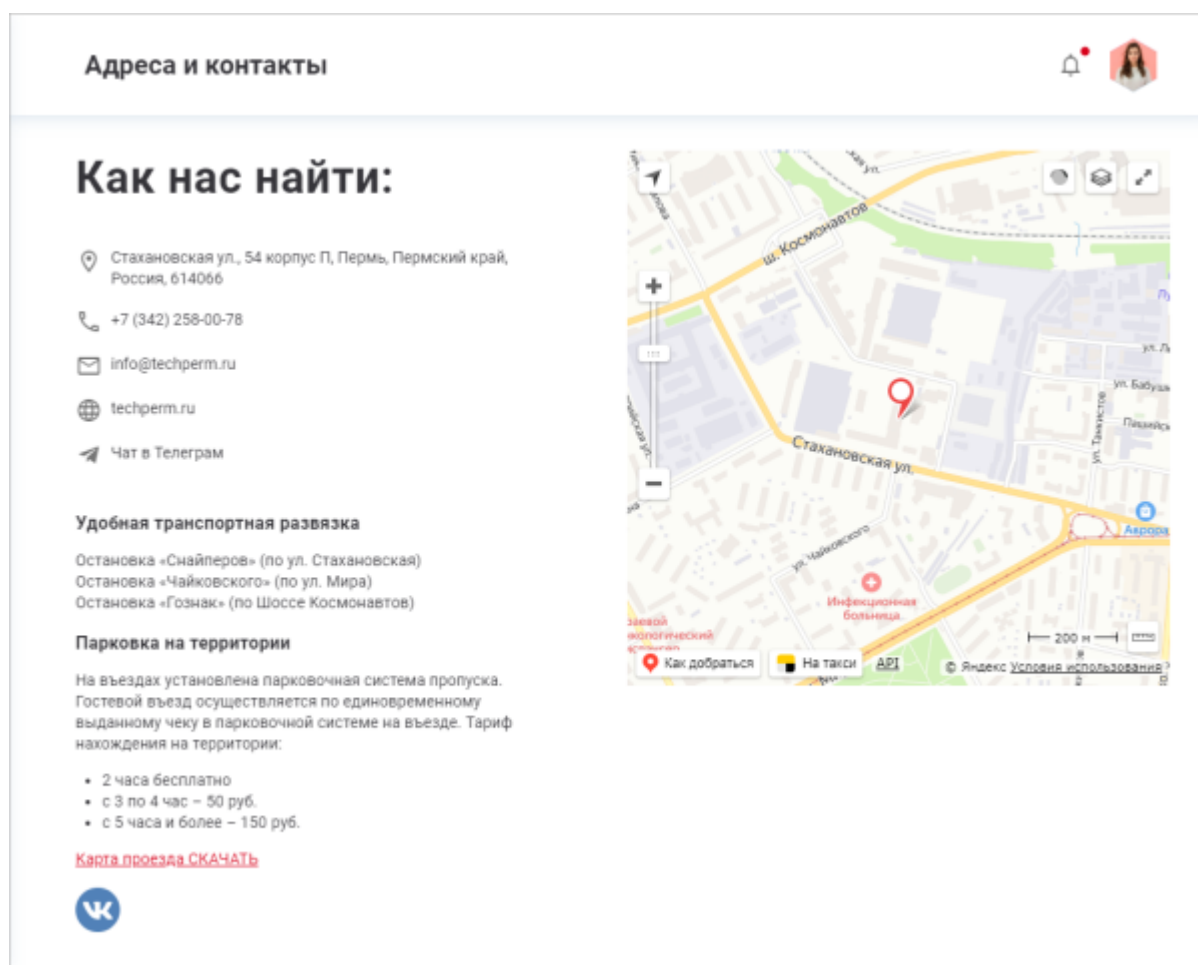 Адреса и контакты
Как нас найти:
Стахановская ул., 54 корпус П, Пермь, Пермский край,
Россия, 614066
+7 (342) 258-00-78
info@techperm.ru
techperm.ru
Чат в Телеграм
Удобная транспортная развязка
Остановка «Снайперов» (по ул. Стахановская)
Остановка «Чайковского» (по ул. Мира)
Остановка «Гознак» (по Шоссе Космонавтов)
Парковка на территории
На въездах установлена парковочная система пропуска.
Гостевой въезд осуществляется по единовременному
выданному чеку в парковочной системе на въезде. Тариф
нахождения на территории:
• 2 часа бесплатно
• с 3 по 4 час – 50 руб.
• с 5 часа и более – 150 руб.
Карта проезда СКАЧАТЬ
ш. Космонавтов
ул. Бабуш
ул. Танкистов
Стахановская ул.
Аврора
ул. Чайковского
Инфекционная
больница
200 м
Как добраться
На такси
API
© Яндекс Условия использования